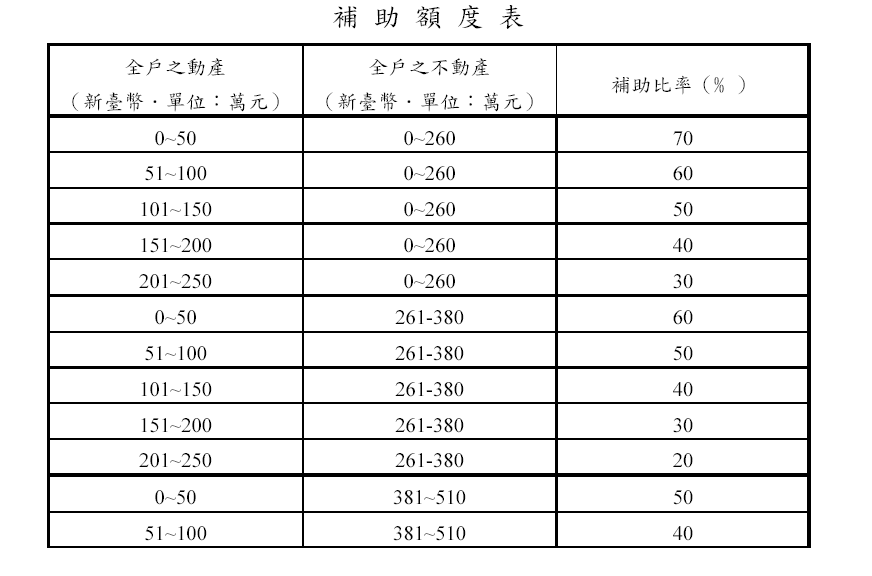 補助額度表
全戶之動產 全戶之不動產 補助比率（% ）
（新臺幣．單位：萬元） （新臺幣．單位：萬元）
0~50 0~260 70
51~100 0~260 60
101~150 0~260 50
151~200 0~260 40
201~250 0~260 30
0~50 261-380 60
51~100 261-380 50
101~150 261-380 40
151~200 261-380 30
201~250 261-380 20
0~50 381~510 50
51~100 381~510 40